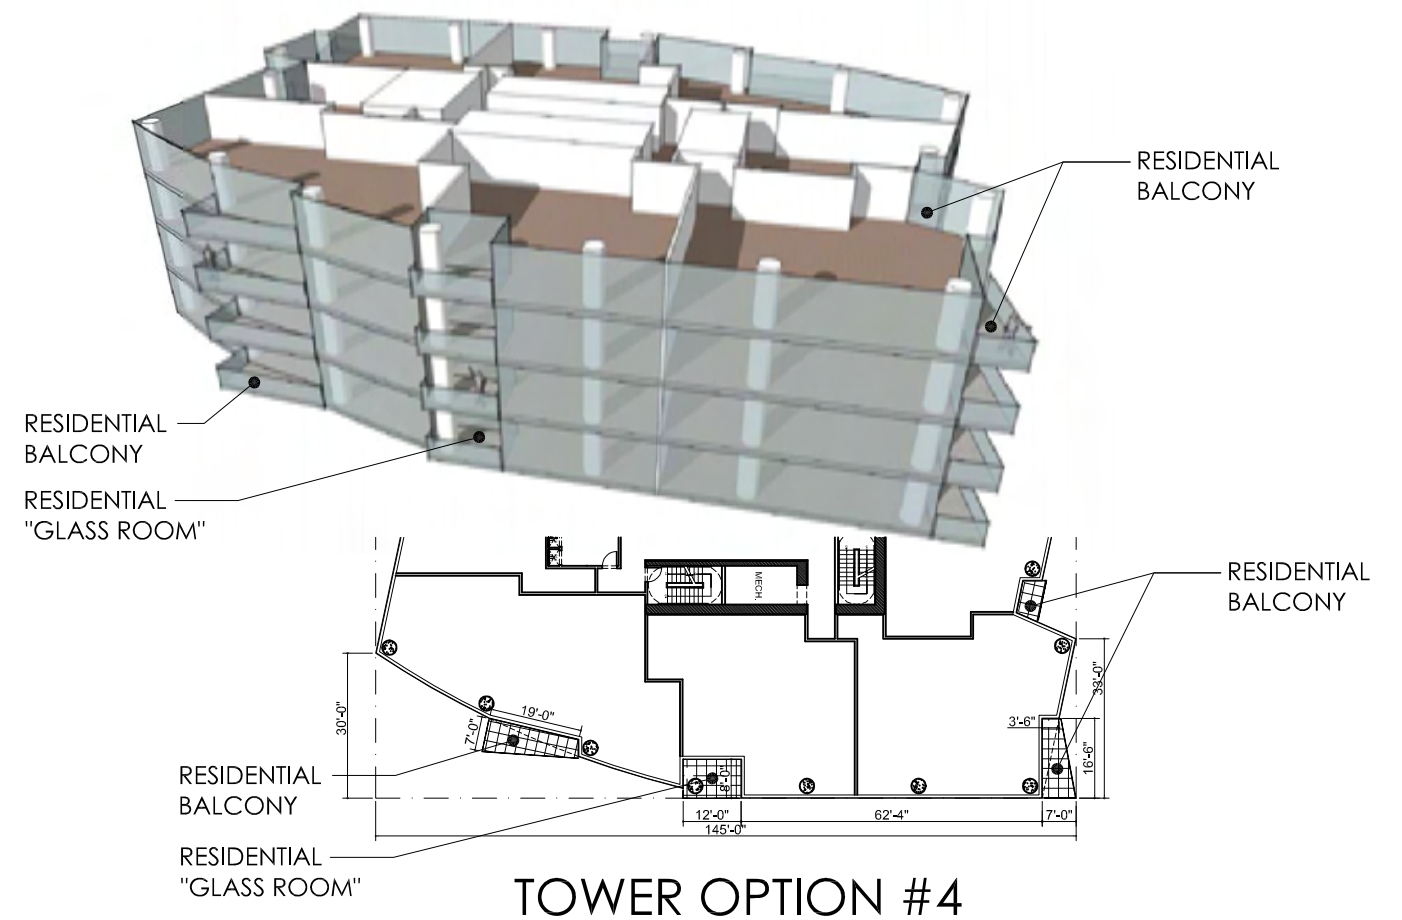 RESIDENTIAL
BALCONY
RESIDENTIAL
BALCONY
RESIDENTIAL
"GLASS ROOM"
MECH.
RESIDENTIAL
BALCONY
30'-0"
19'-0"
7'-0"
33'-0"
3'-6"
16'-6"
8'-0"
RESIDENTIAL
BALCONY
12'-0"
62'-4"
7'-0"
145'-0"
RESIDENTIAL
"GLASS ROOM"
TOWER OPTION #4